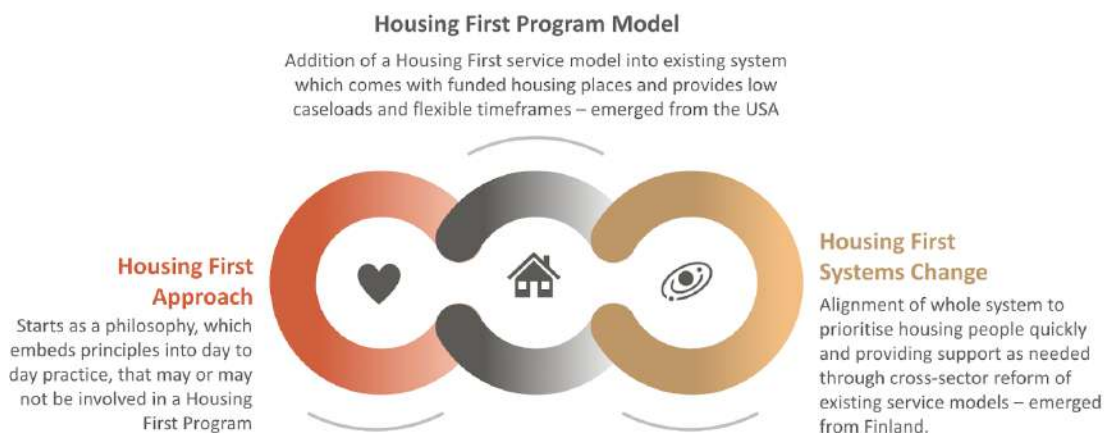 Housing First Program Model
Addition of a Housing First service model into existing system
which comes with funded housing places and provides low
caseloads and flexible timeframes – emerged from the USA
Housing First
Approach
Starts as a philosophy, which
embeds principles into day to
day practice, that may or may
not be involved in a Housing
First Program
Housing First
Systems Change
Alignment of whole system to
prioritise housing people quickly
and providing support as needed
through cross-sector reform of
existing service models – emerged
from Finland.